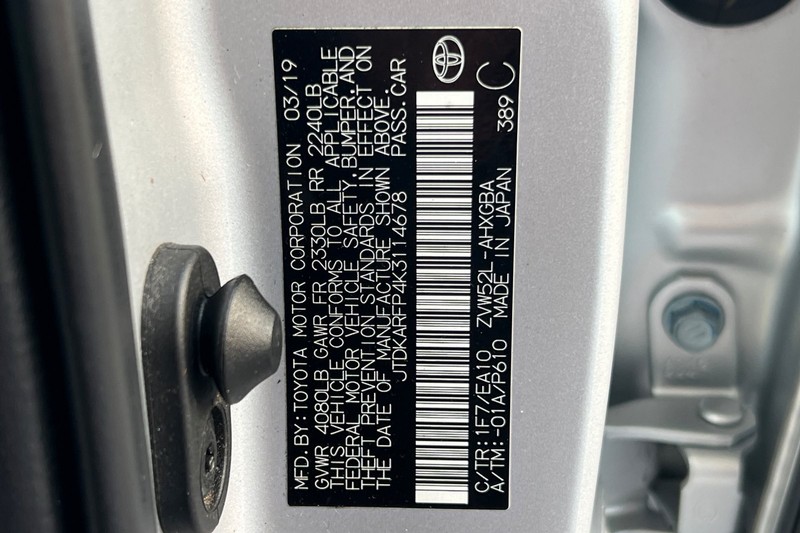 MFD.BY:TOYOTA MOTOR CORPORATION 03/19
GVWR 4080LB GAWR FR 2330LB RR 2240LB
THIS VEHICLE CONFORMS TO ALL APPLICABLE
FEDERAL MOTOR VEHICLE SAFETY,BUMPER,AND
THEFT PREVENTION STANDARDS IN EFFECT ON
THE DATE OF MANUFACTURE SHOWN ABOVE.
JTDKARFP4K3114678 PASS.CAR
C/TR:1F7/EA10 ZVW52L-AHXGBA
A/TM:-01A/P610 MADE IN JAPAN 389 C